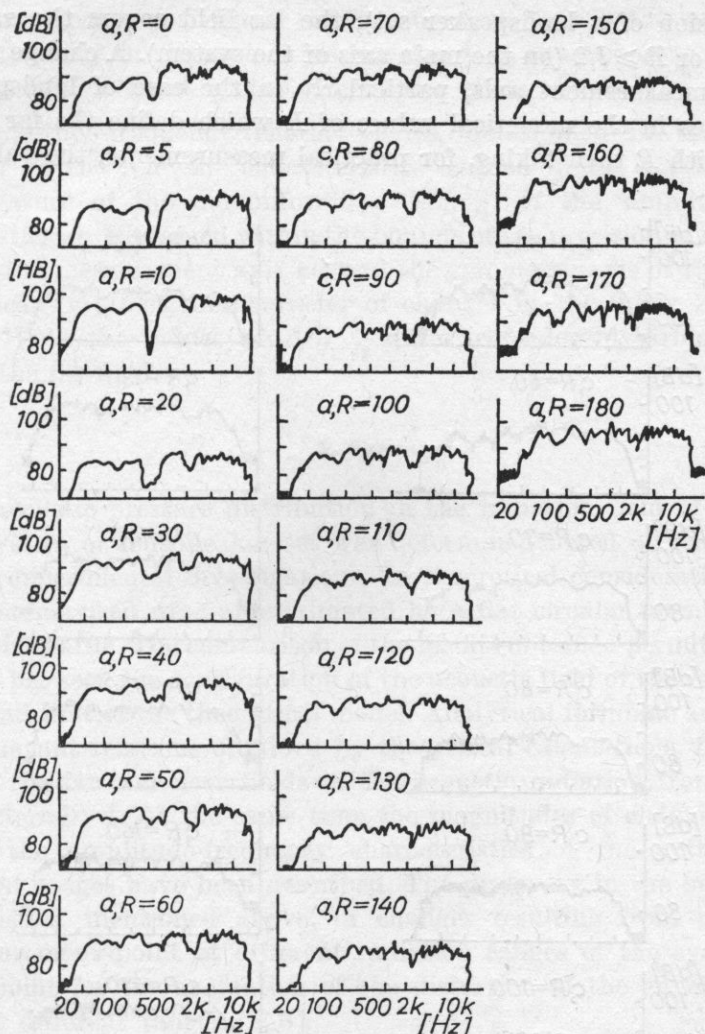 [dB] a,R=0 a,R=70 a,R=150
100
80
[dB] a,R=5 c,R=80 a,R=160
100
80
[HB] a,R=10 c,R=90 a,R=170
100
80
[dB] a,R=20 a,R=100 a,R=180
100
80
20 100 500 2k 10k
[Hz]
[dB] a,R=30 a,R=110
100
80
[dB] a,R=40 a,R=120
100
80
[dB] a,R=50 a,R=130
100
80
a,R=60 a,R=140
100
80
20 100 500 2k 10k 20 100 500 2k 10k
[Hz] [Hz]